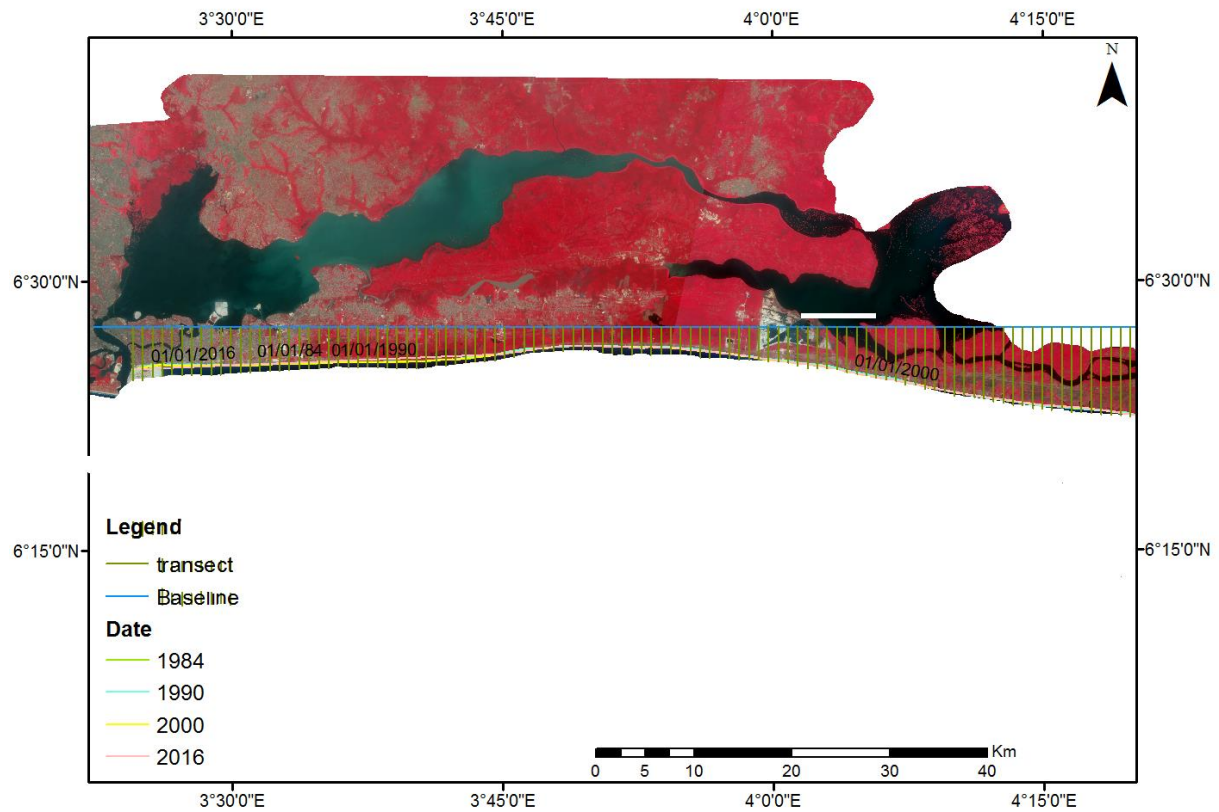 3°30'0"E 3°45'0"E 4°0'0"E 4°15'0"E
N
6°30'0"N 6°30'0"N
01/01/2016 01/01/84 01/01/1990
01/01/2000
Legend
6°15'0"N 6°15'0"N
transect
Baseline
Date
1984
1990
2000
2016
Km
0 5 10 20 30 40
3°30'0"E 3°45'0"E 4°0'0"E 4°15'0"E